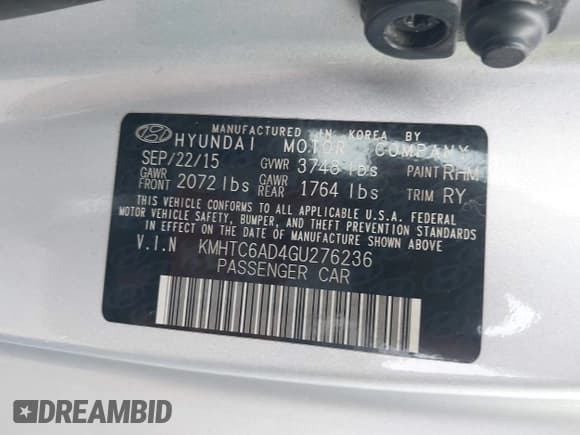 MANUFACTURED IN KOREA BY
HYUNDAI MOTOR COMPANY
SEP/22/15 GVWR 3748 lbs PAINT RHM
GAWR FRONT 2072 lbs GAWR REAR 1764 lbs TRIM RY
THIS VEHICLE CONFORMS TO ALL APPLICABLE U.S.A. FEDERAL
MOTOR VEHICLE SAFETY, BUMPER, AND THEFT PREVENTION STANDARDS
IN EFFECT ON THE DATE OF MANUFACTURE SHOWN ABOVE
V.I.N KMHTC6AD4GU276236
PASSENGER CAR
DREAMBID